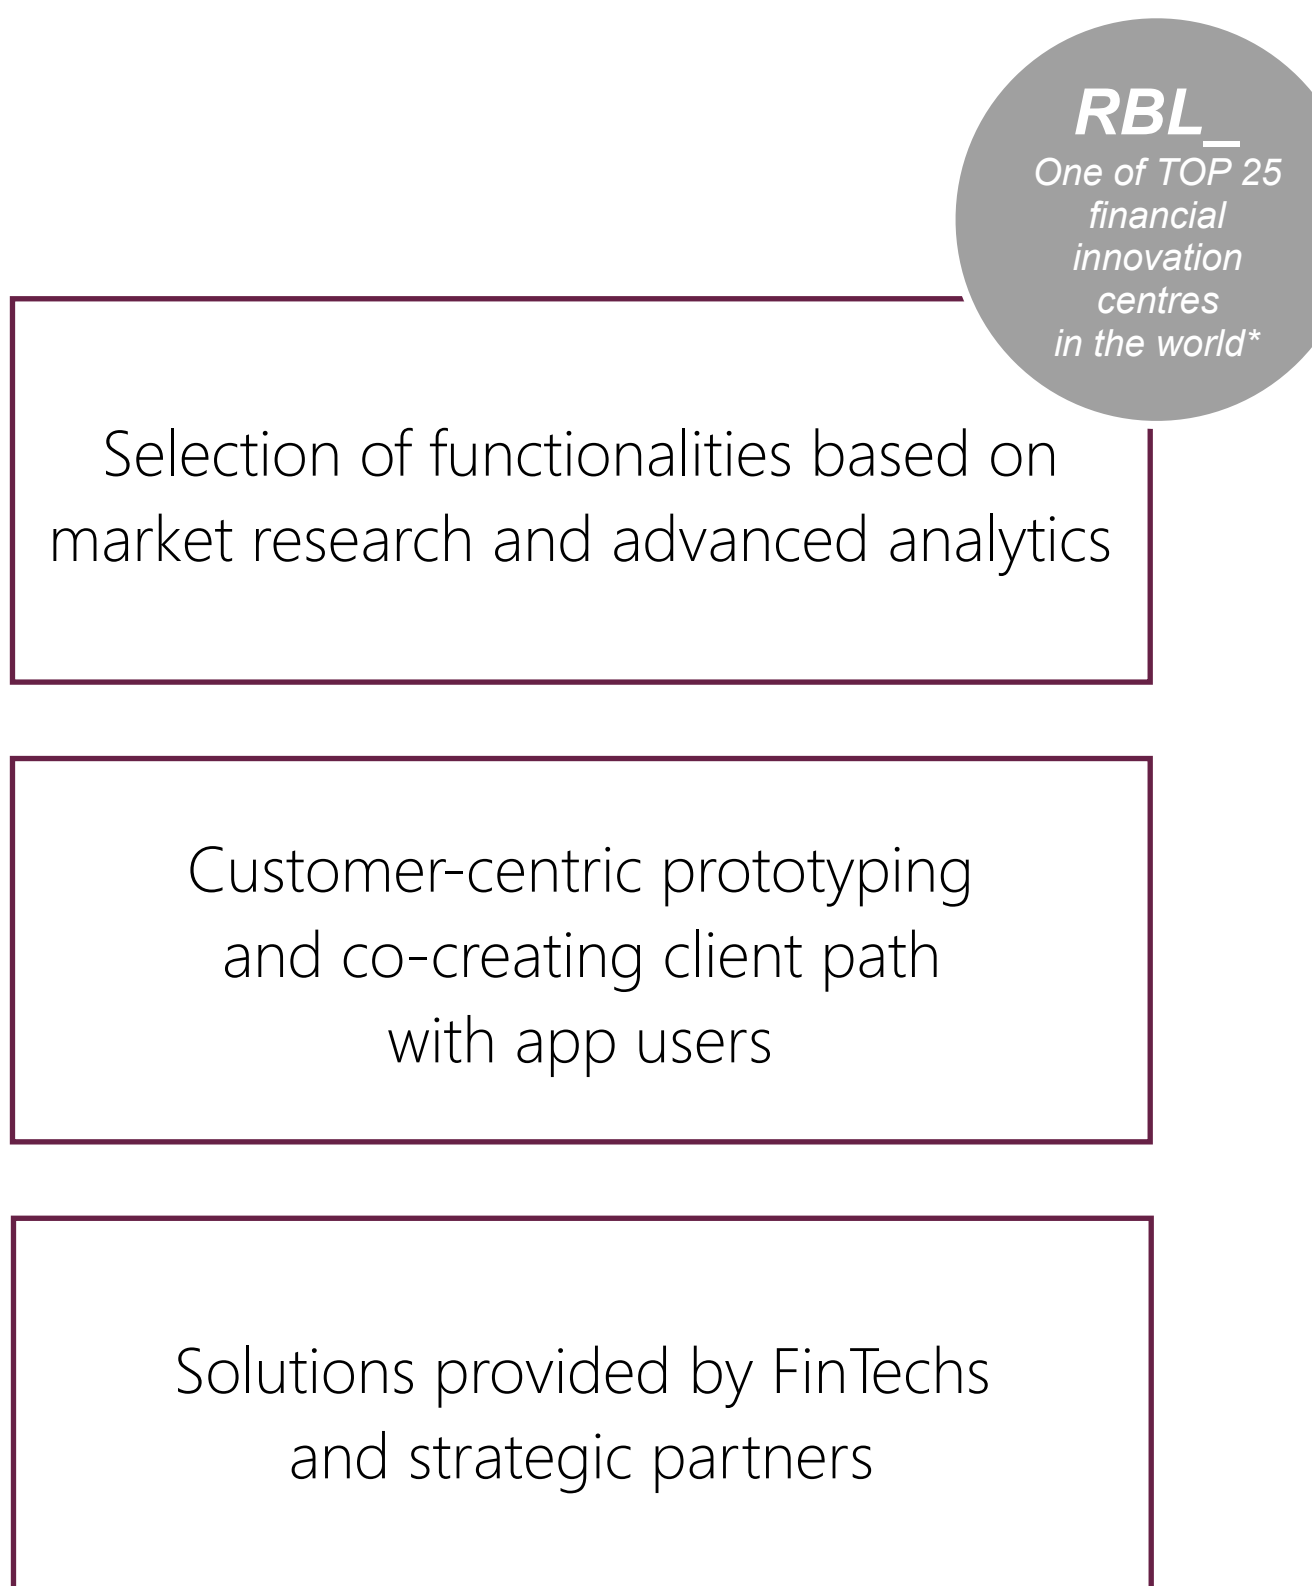 RBL_
One of TOP 25
financial
innovation
centres
in the world*
Selection of functionalities based on
market research and advanced analytics
Customer-centric prototyping
and co-creating client path
with app users
Solutions provided by FinTechs
and strategic partners